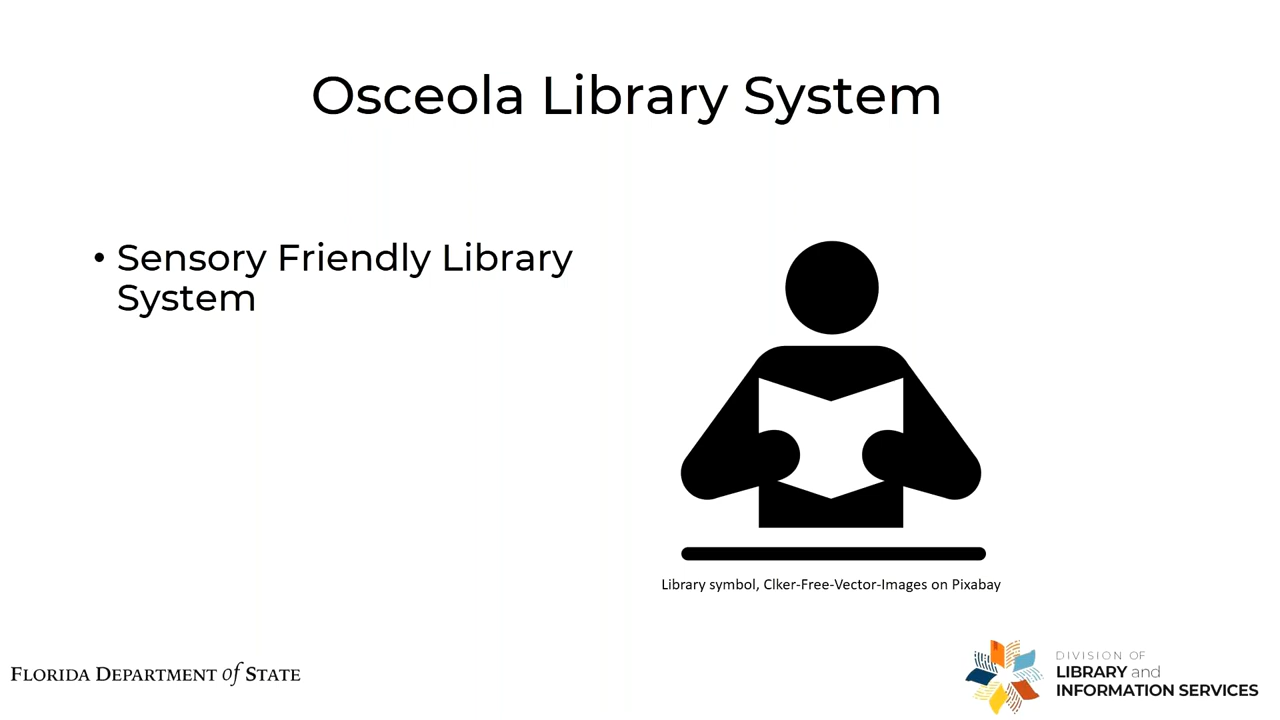 Osceola Library System
• Sensory Friendly Library
System
Library symbol, Clker-Free-Vector-Images on Pixabay
FLORIDA DEPARTMENT of STATE
DIVISION OF
LIBRARY and
INFORMATION SERVICES